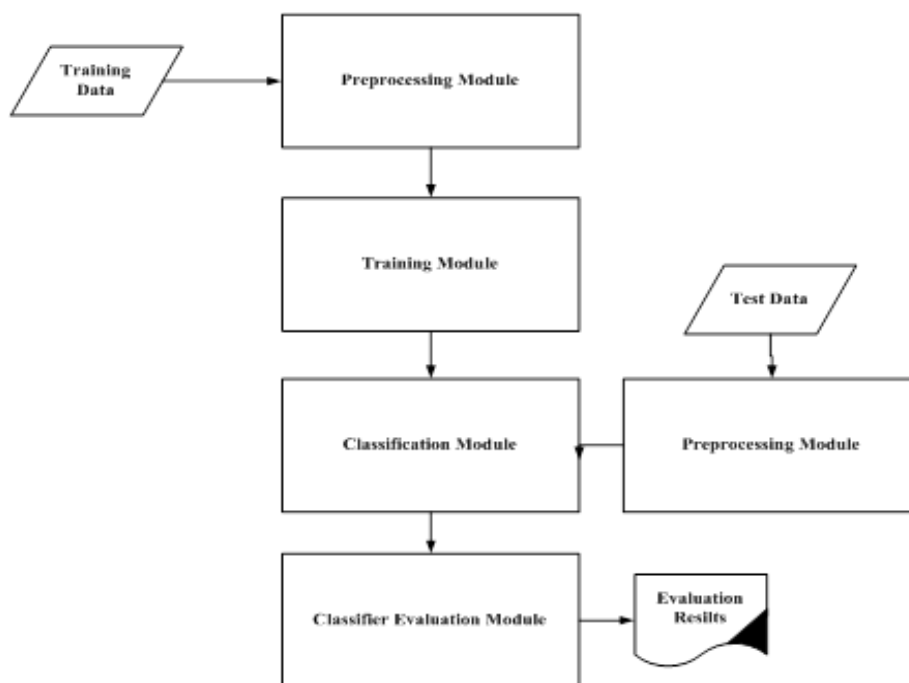 Training
Data
Preprocessing Module
Training Module
Test Data
Classification Module
Preprocessing Module
Classifier Evaluation Module
Evaluation
Resilts